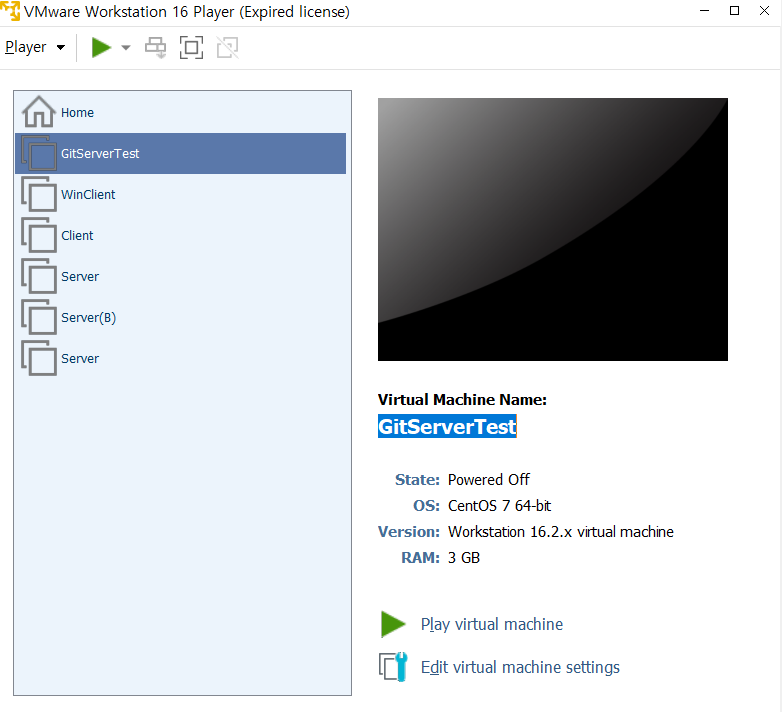 VMware Workstation 16 Player (Expired license)
Player
Home
GitServerTest
WinClient
Client
Server
Server(B)
Server
Virtual Machine Name:
GitServerTest
State: Powered Off
OS: CentOS 7 64-bit
Version: Workstation 16.2.x virtual machine
RAM: 3 GB
Play virtual machine
Edit virtual machine settings